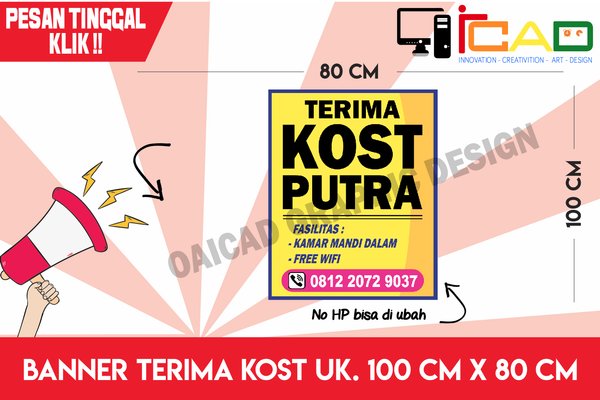 PESAN TINGGAL
KLIK !!
iCAD
INNOVATION - CREATIVITION - ART - DESIGN
80 CM
TERIMA
KOST
PUTRA
FASILITAS :
- KAMAR MANDI DALAM
- FREE WIFI
0812 2072 9037
100 CM
OAICAD GRAPHIC DESIGN
No HP bisa di ubah
BANNER TERIMA KOST UK. 100 CM X 80 CM